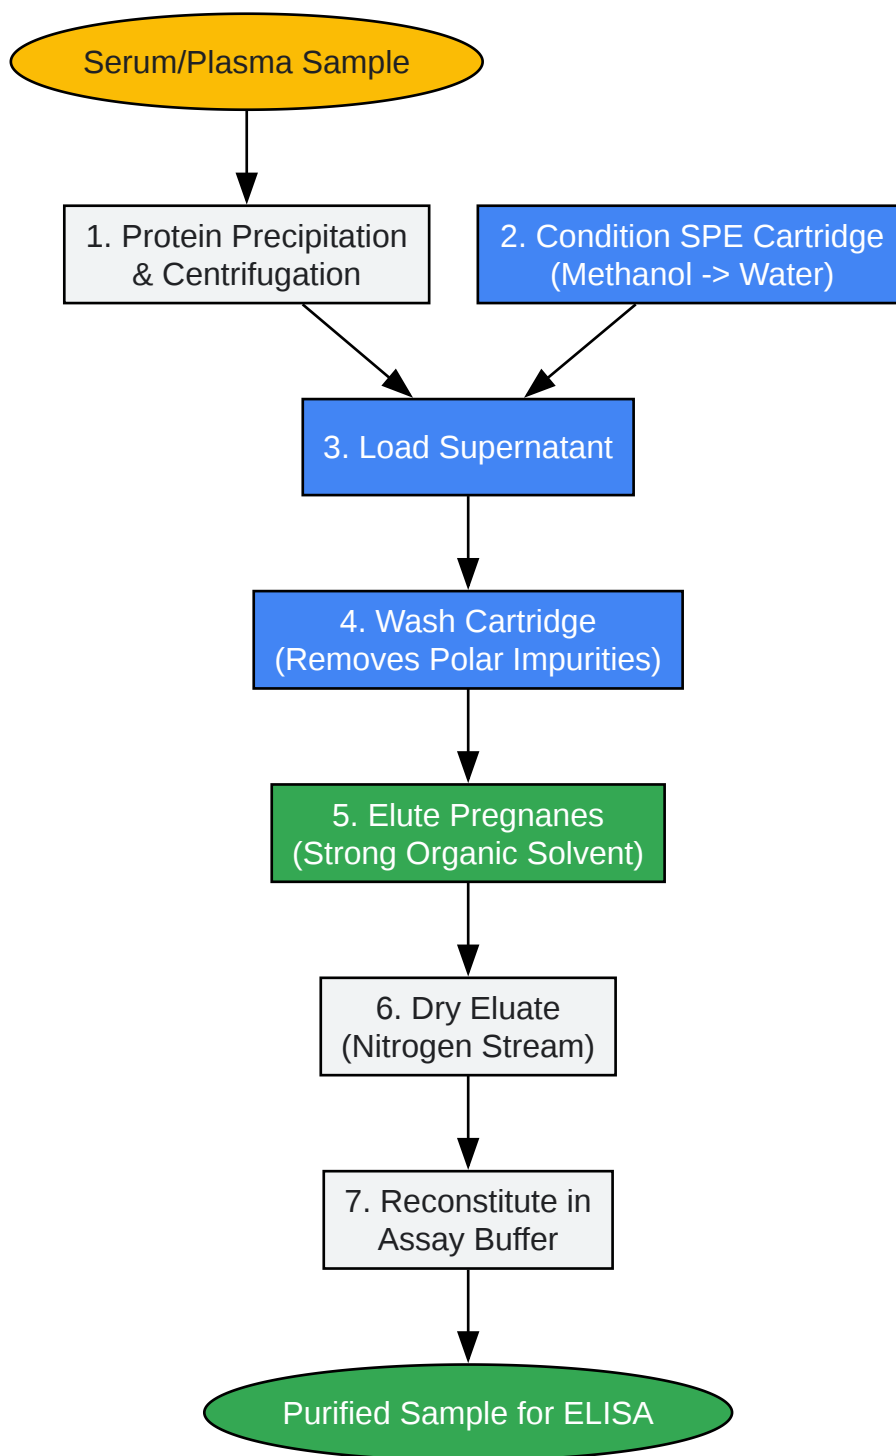 Serum/Plasma Sample
1. Protein Precipitation
& Centrifugation
2. Condition SPE Cartridge
(Methanol -> Water)
3. Load Supernatant
4. Wash Cartridge
(Removes Polar Impurities)
5. Elute Pregnanes
(Strong Organic Solvent)
6. Dry Eluate
(Nitrogen Stream)
7. Reconstitute in
Assay Buffer
Purified Sample for ELISA